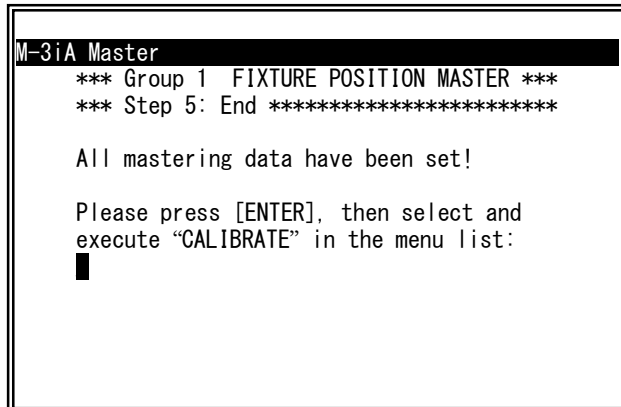 M-3iA Master
*** Group 1  FIXTURE POSITION MASTER ***
*** Step 5: End ************************
All mastering data have been set!
Please press [ENTER], then select and
execute “CALIBRATE” in the menu list: